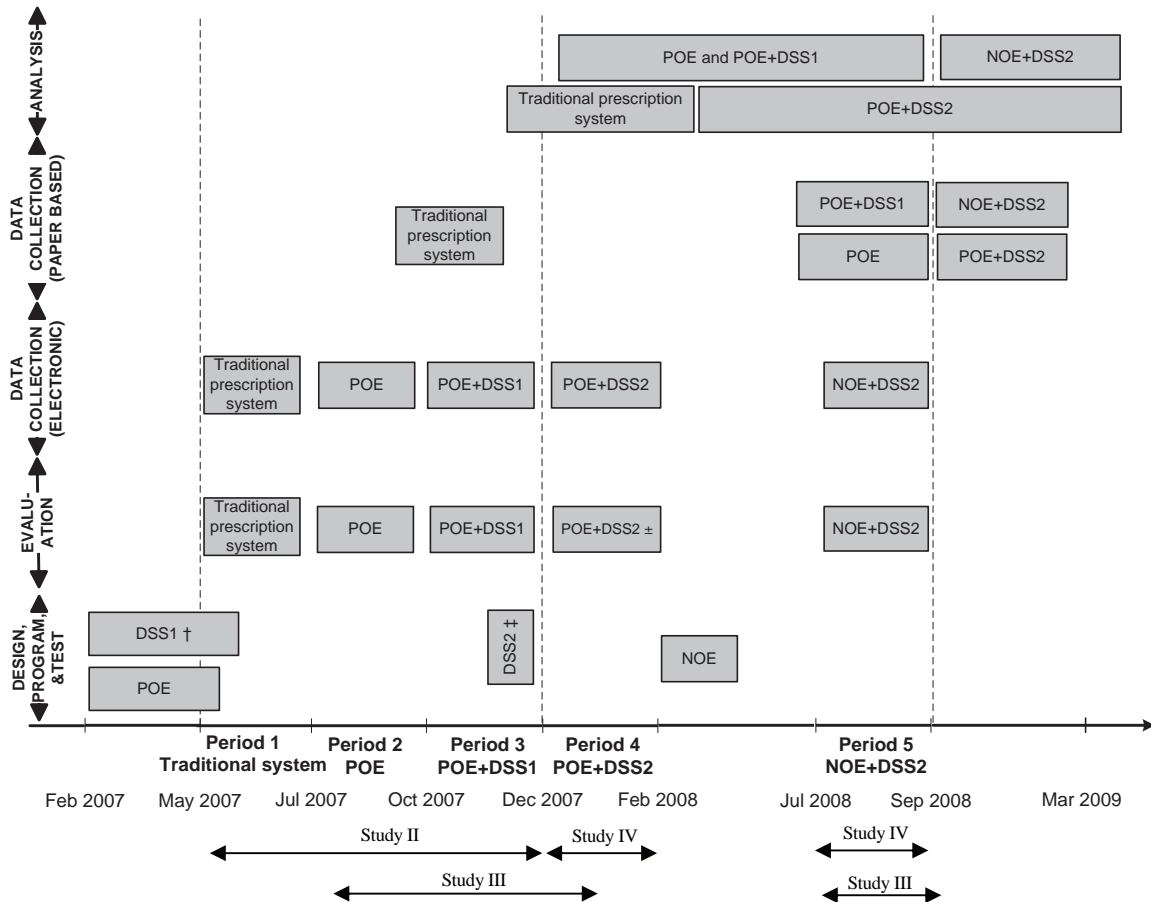 ANALYSIS
POE and POE+DSS1
NOE+DSS2
Traditional prescription
system
POE+DSS2
DATA
COLLECTION
(PAPER BASED)
Traditional
prescription
system
POE+DSS1
NOE+DSS2
POE
POE+DSS2
DATA
COLLECTION
(ELECTRONIC)
Traditional
prescription
system
POE
POE+DSS1
POE+DSS2
NOE+DSS2
EVALU-
ATION
Traditional
prescription
system
POE
POE+DSS1
POE+DSS2 ±
NOE+DSS2
DESIGN,
PROGRAM,
&TEST
DSS1 †
POE
DSS2 ‡
NOE
Period 1
Traditional system
Period 2
POE
Period 3
POE+DSS1
Period 4
POE+DSS2
Period 5
NOE+DSS2
Feb 2007
May 2007
Jul 2007
Oct 2007
Dec 2007
Feb 2008
Jul 2008
Sep 2008
Mar 2009
Study II
Study IV
Study IV
Study III
Study III